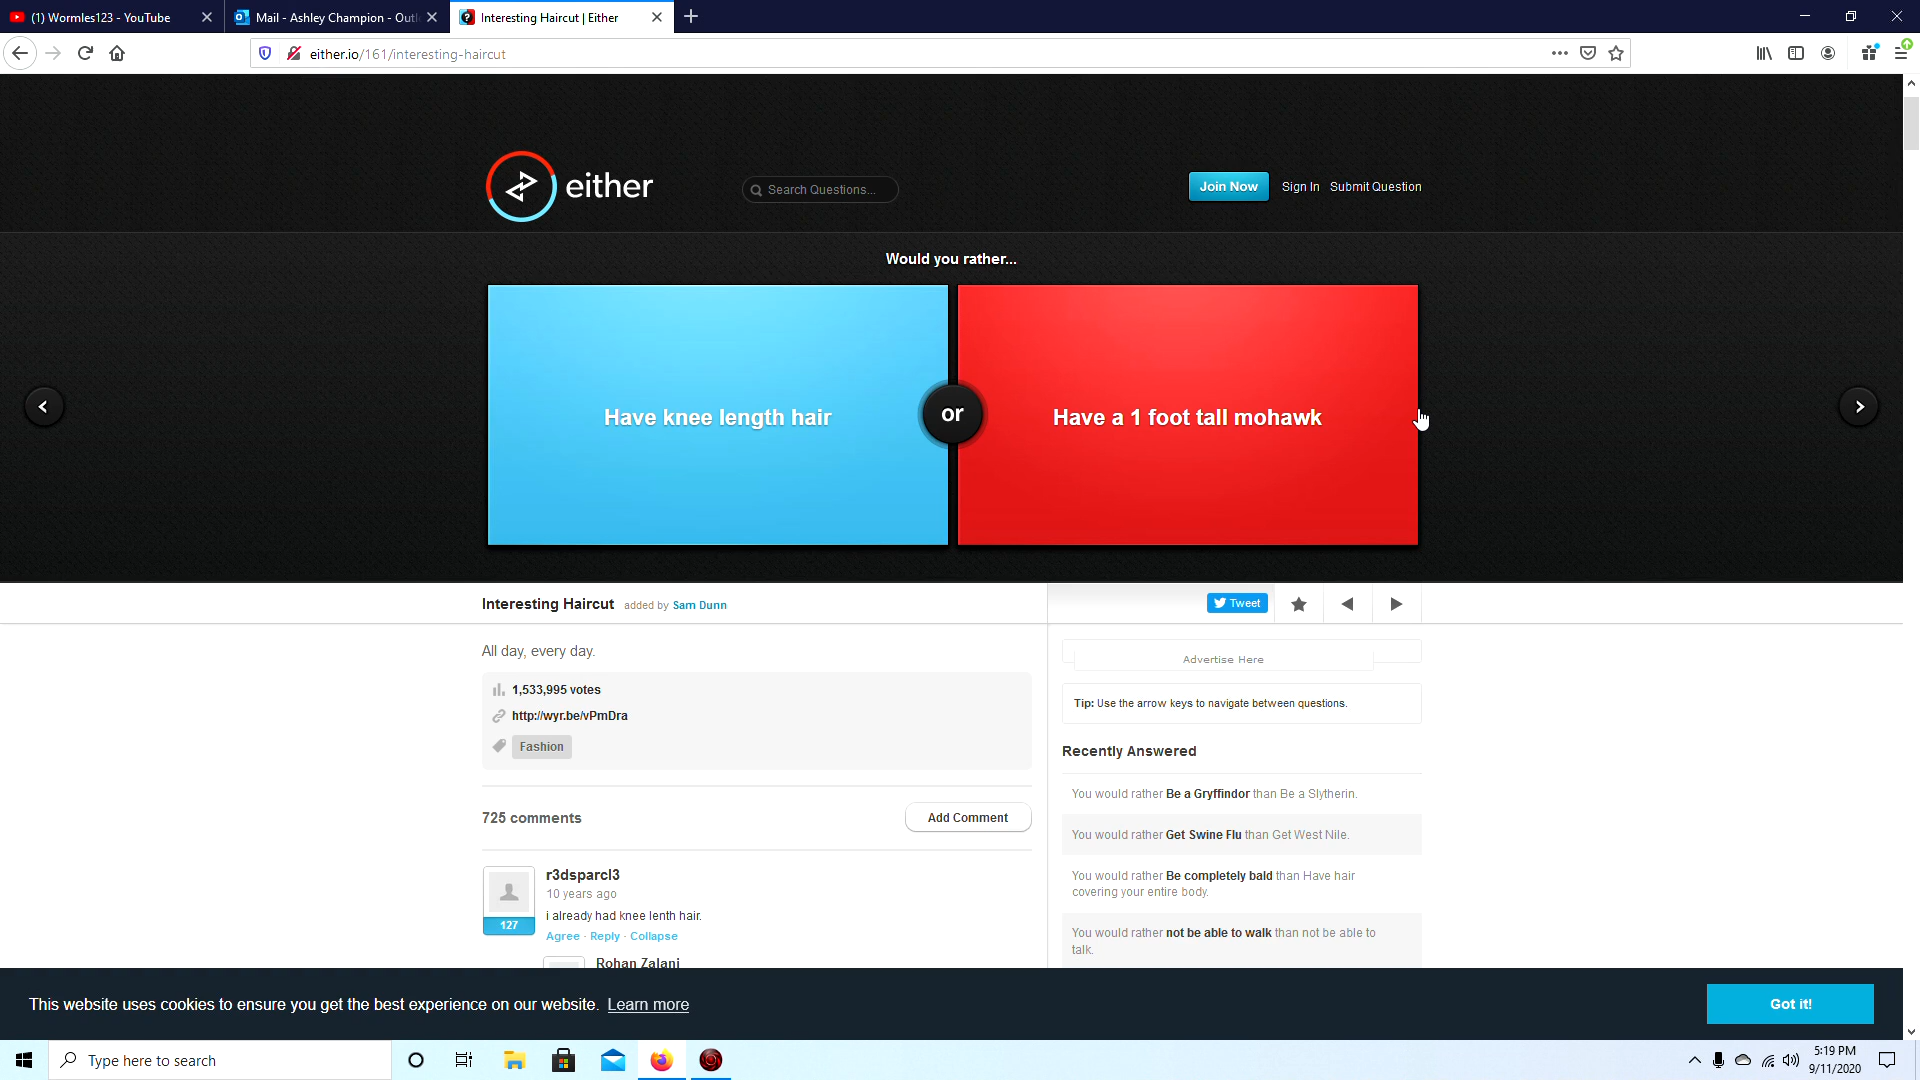 (1) Wormles123 - YouTube
Mail - Ashley Champion - Outl
Interesting Haircut | Either
either.io/161/interesting-haircut
either
Search Questions...
Join Now
Sign In
Submit Question
Would you rather...
Have knee length hair
or
Have a 1 foot tall mohawk
Interesting Haircut added by Sam Dunn
Tweet
All day, every day.
1,533,995 votes
http://wyr.be/vPmDra
Fashion
725 comments
Add Comment
r3dsparcl3
10 years ago
127
i already had knee lenth hair.
Agree · Reply · Collapse
Rohan Zalani
Advertise Here
Tip: Use the arrow keys to navigate between questions.
Recently Answered
You would rather Be a Gryffindor than Be a Slytherin.
You would rather Get Swine Flu than Get West Nile.
You would rather Be completely bald than Have hair
covering your entire body.
You would rather not be able to walk than not be able to
talk.
This website uses cookies to ensure you get the best experience on our website. Learn more
Got it!
Type here to search
5:19 PM
9/11/2020